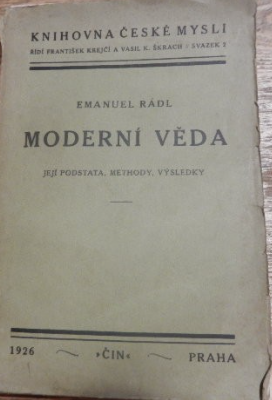 KNIHOVNA ČESKÉ MYSLI
ŘÍDÍ FRANTIŠEK KREJČÍ A VASIL K. ŠKRACH / SVAZEK 2
EMANUEL RÁDL
MODERNÍ VĚDA
JEJÍ PODSTATA, METHODY, VÝSLEDKY
1926 »ČIN« PRAHA